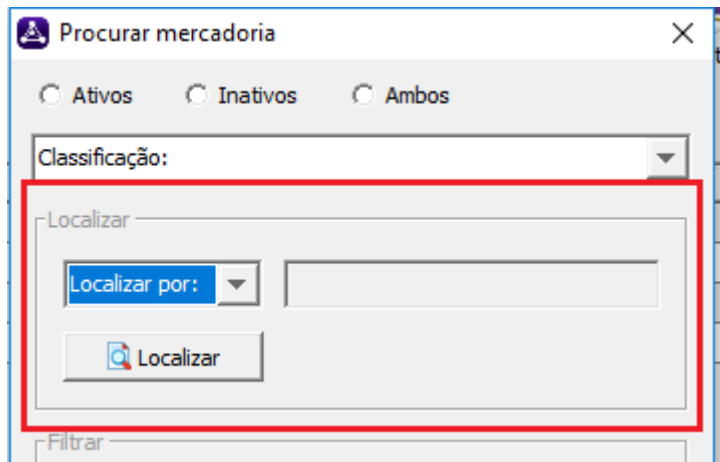 Procurar mercadoria
Ativos Inativos Ambos
Classificação:
Localizar
Localizar por:
Localizar
Filtrar